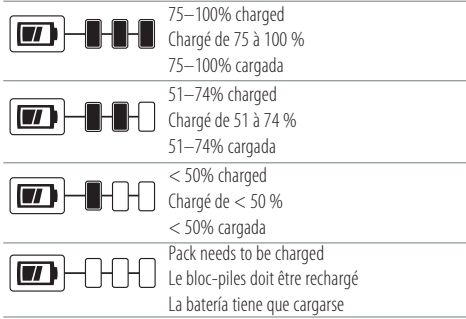 75–100% charged
Chargé de 75 à 100 %
75–100% cargada
51–74% charged
Chargé de 51 à 74 %
51–74% cargada
< 50% charged
Chargé de < 50 %
< 50% cargada
Pack needs to be charged
Le bloc-piles doit être rechargé
La batería tiene que cargarse